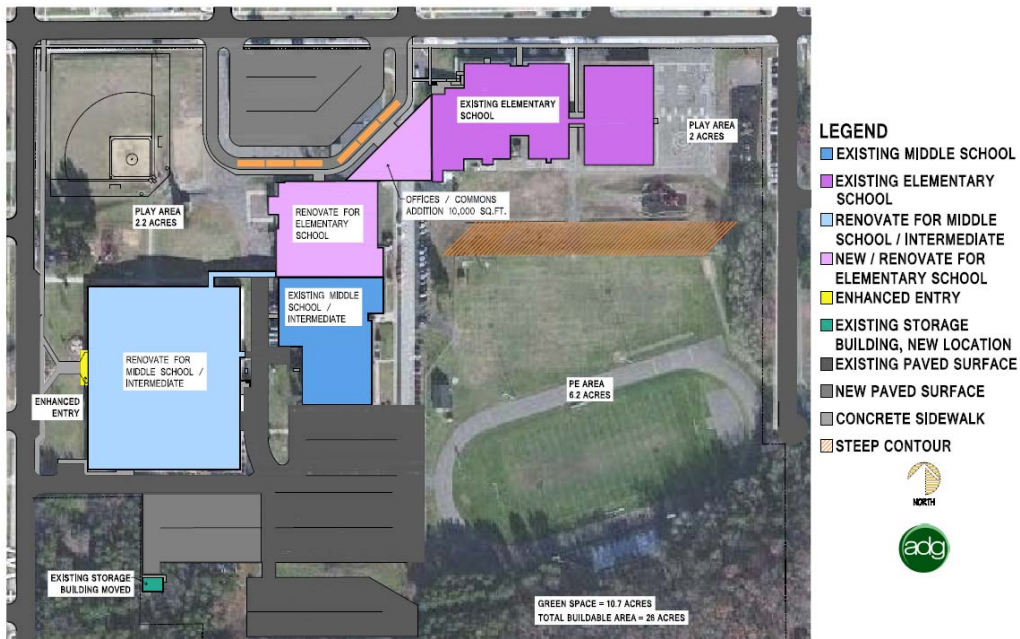 EXISTING ELEMENTARY
SCHOOL
PLAY AREA
2 ACRES
OFFICES / COMMONS
ADDITION 10,000 SQ.FT.
PLAY AREA
2.2 ACRES
RENOVATE FOR
ELEMENTARY
SCHOOL
EXISTING MIDDLE
SCHOOL /
INTERMEDIATE
RENOVATE FOR
MIDDLE SCHOOL /
INTERMEDIATE
ENHANCED
ENTRY
PE AREA
6.2 ACRES
EXISTING STORAGE
BUILDING MOVED
GREEN SPACE = 10.7 ACRES
TOTAL BUILDABLE AREA = 26 ACRES
LEGEND
EXISTING MIDDLE SCHOOL
EXISTING ELEMENTARY
SCHOOL
RENOVATE FOR MIDDLE
SCHOOL / INTERMEDIATE
NEW / RENOVATE FOR
ELEMENTARY SCHOOL
ENHANCED ENTRY
EXISTING STORAGE
BUILDING, NEW LOCATION
EXISTING PAVED SURFACE
NEW PAVED SURFACE
CONCRETE SIDEWALK
STEEP CONTOUR
NORTH
adg